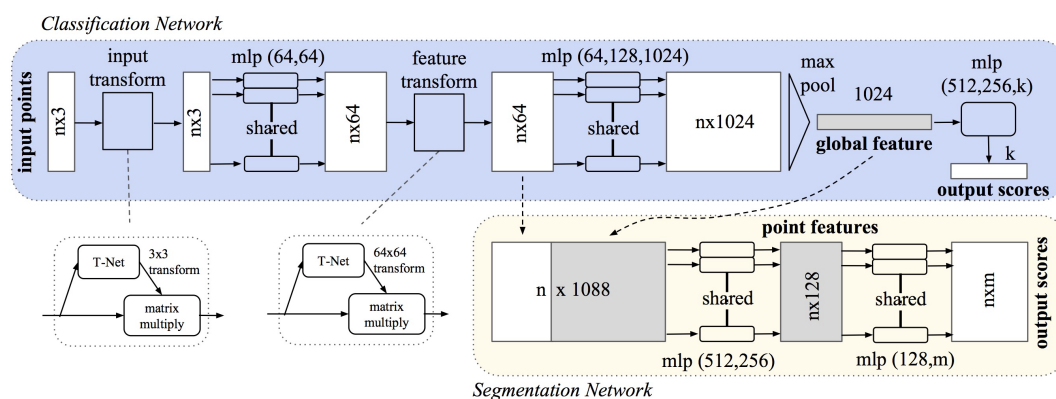 Classification Network
input points
nx3
input
transform
nx3
mlp (64,64)
shared
nx64
feature
transform
nx64
mlp (64,128,1024)
shared
nx1024
max
pool
1024
global feature
mlp
(512,256,k)
k
output scores
T-Net
3x3
transform
matrix
multiply
T-Net
64x64
transform
matrix
multiply
point features
n x 1088
shared
mlp (512,256)
nx128
shared
mlp (128,m)
nxm
output scores
Segmentation Network